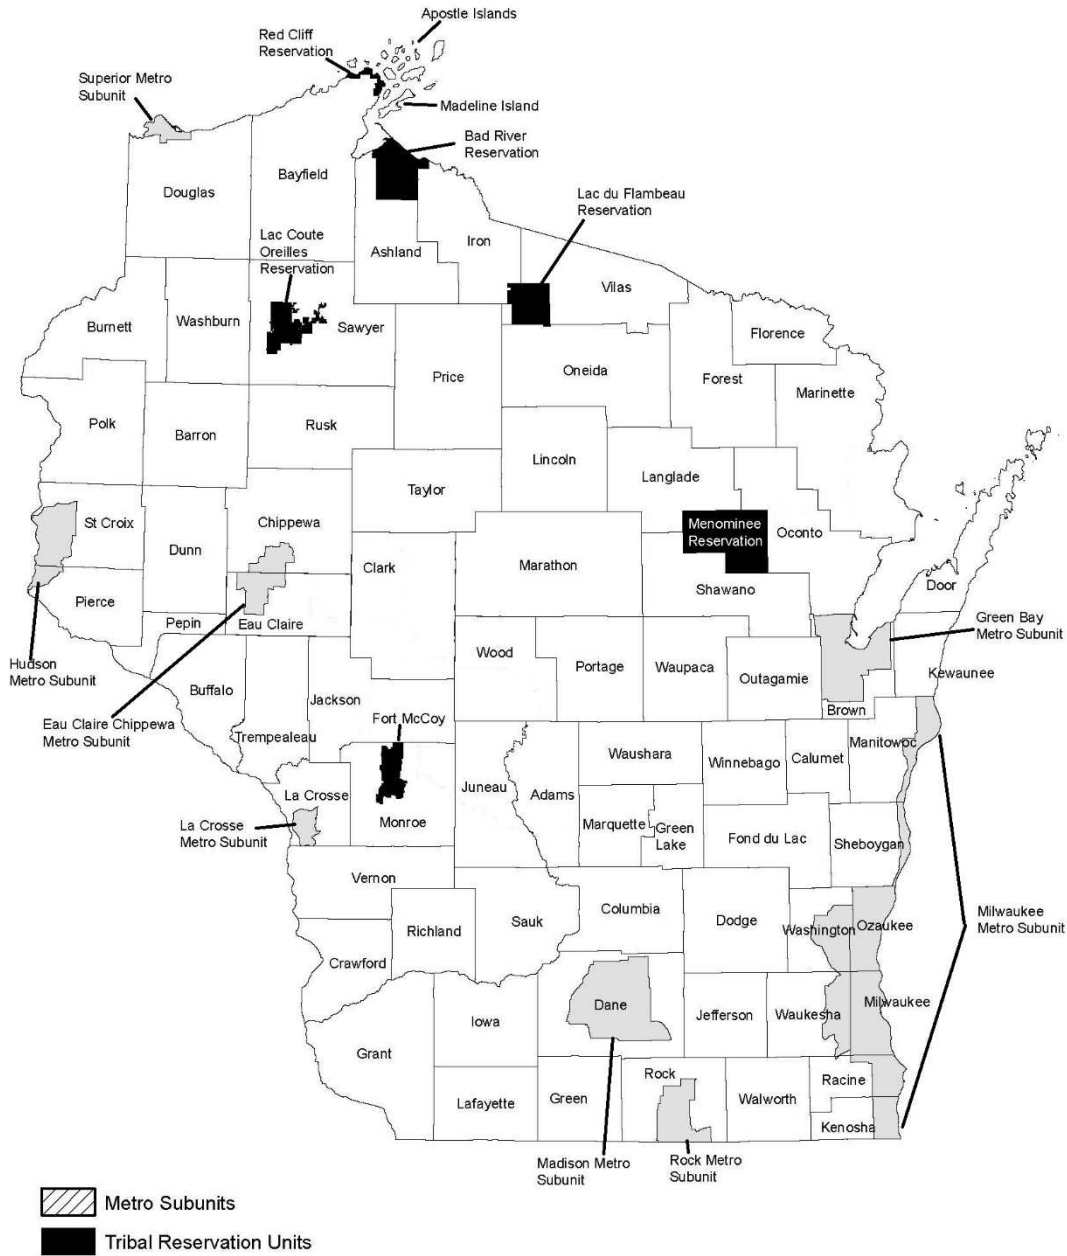 Apostle Islands
Red Cliff
Reservation
Superior Metro
Subunit
Madeline Island
Bad River
Reservation
Bayfield
Douglas
Lac du Flambeau
Reservation
Lac Coute
Oreilles
Reservation
Ashland
Iron
Vilas
Burnett
Washburn
Sawyer
Florence
Price
Oneida
Forest
Marinette
Polk
Barron
Rusk
Lincoln
Langlade
Taylor
St Croix
Chippewa
Menominee
Reservation
Oconto
Dunn
Clark
Marathon
Shawano
Door
Pierce
Pepin
Eau Claire
Green Bay
Metro Subunit
Hudson
Metro Subunit
Wood
Portage
Waupaca
Outagamie
Kewaunee
Buffalo
Jackson
Brown
Eau Claire Chippewa
Metro Subunit
Trempealeau
Fort McCoy
Manitowoc
Waushara
Winnebago
Calumet
Juneau
Adams
La Crosse
La Crosse
Metro Subunit
Monroe
Marquette
Green
Lake
Fond du Lac
Sheboygan
Vernon
Columbia
Dodge
Milwaukee
Metro Subunit
Richland
Sauk
Washington
Ozaukee
Crawford
Dane
Iowa
Jefferson
Waukesha
Milwaukee
Grant
Rock
Racine
Lafayette
Green
Walworth
Kenosha
Madison Metro
Subunit
Rock Metro
Subunit
Metro Subunits
Tribal Reservation Units